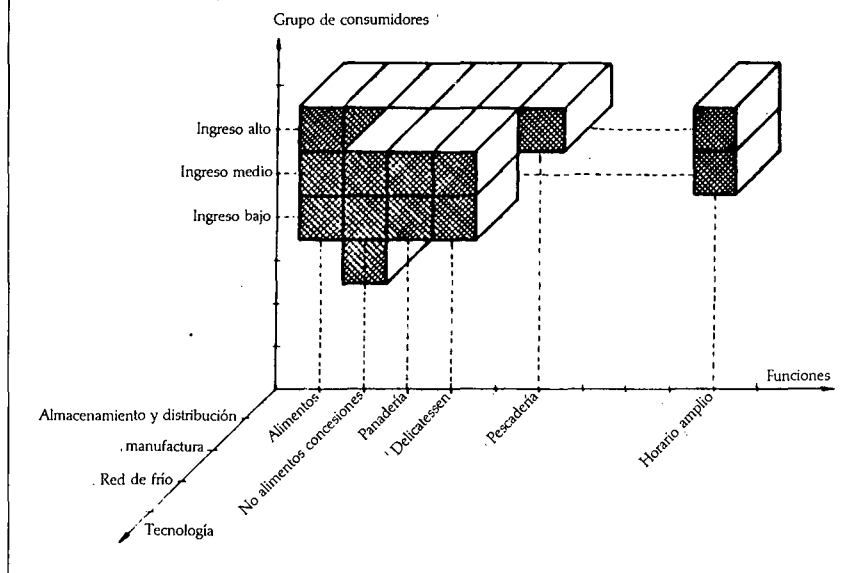 Grupo de consumidores
Ingreso alto
Ingreso medio
Ingreso bajo
Funciones
Alimentos
No alimentos concesiones
Panadería
Delicatessen
Pescadería
Horario amplio
Almacenamiento y distribución
manufactura
Red de frío
Tecnología